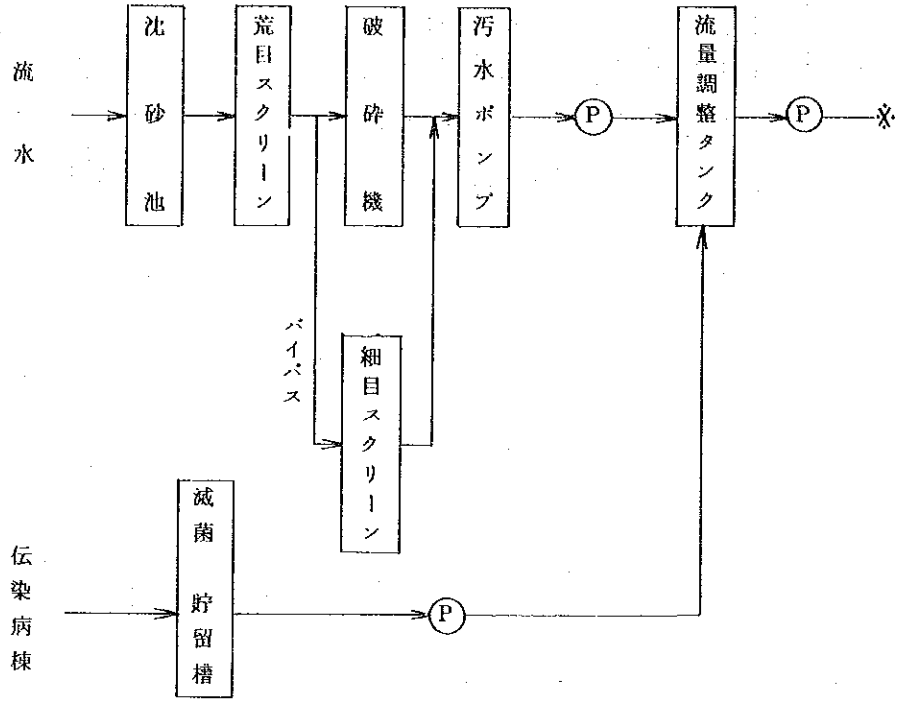 流水
沈砂池
荒目スクリーン
破砕機
汚水ポンプ
P
流量調整タンク
P
※
バイパス
細目スクリーン
伝染病棟
滅菌貯留槽
P